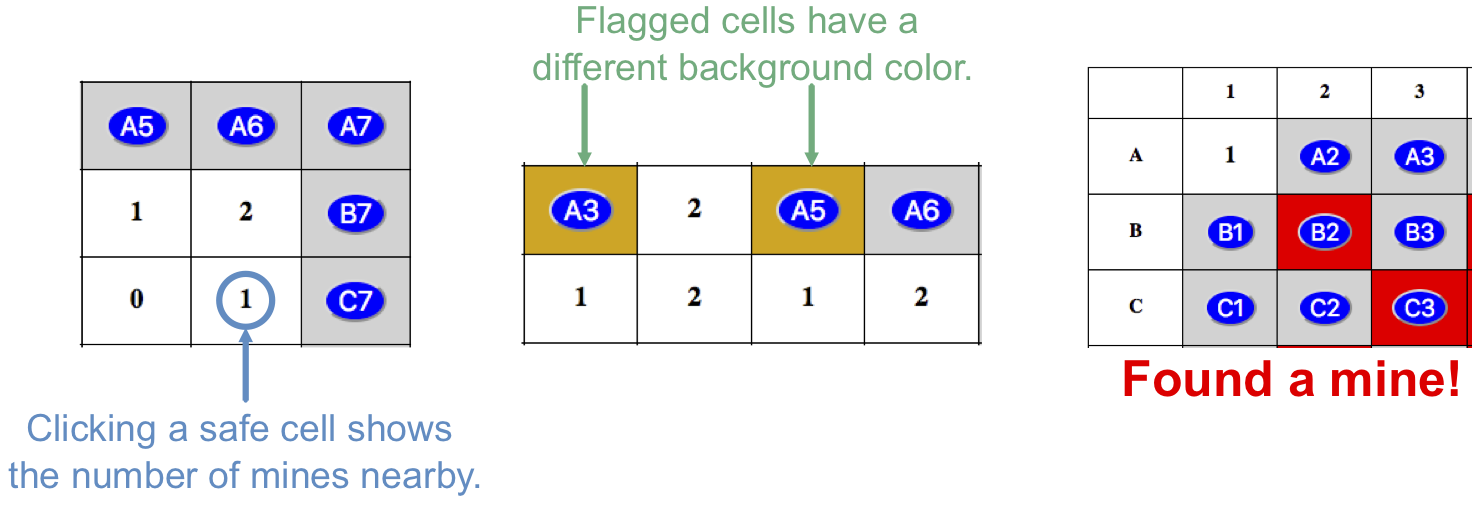 Flagged cells have a
different background color.
A5 A6 A7
1 2 B7
0 1 C7
Clicking a safe cell shows
the number of mines nearby.
A3 2 A5 A6
1 2 1 2
1 2 3
A 1 A2 A3
B B1 B2 B3
C C1 C2 C3
Found a mine!